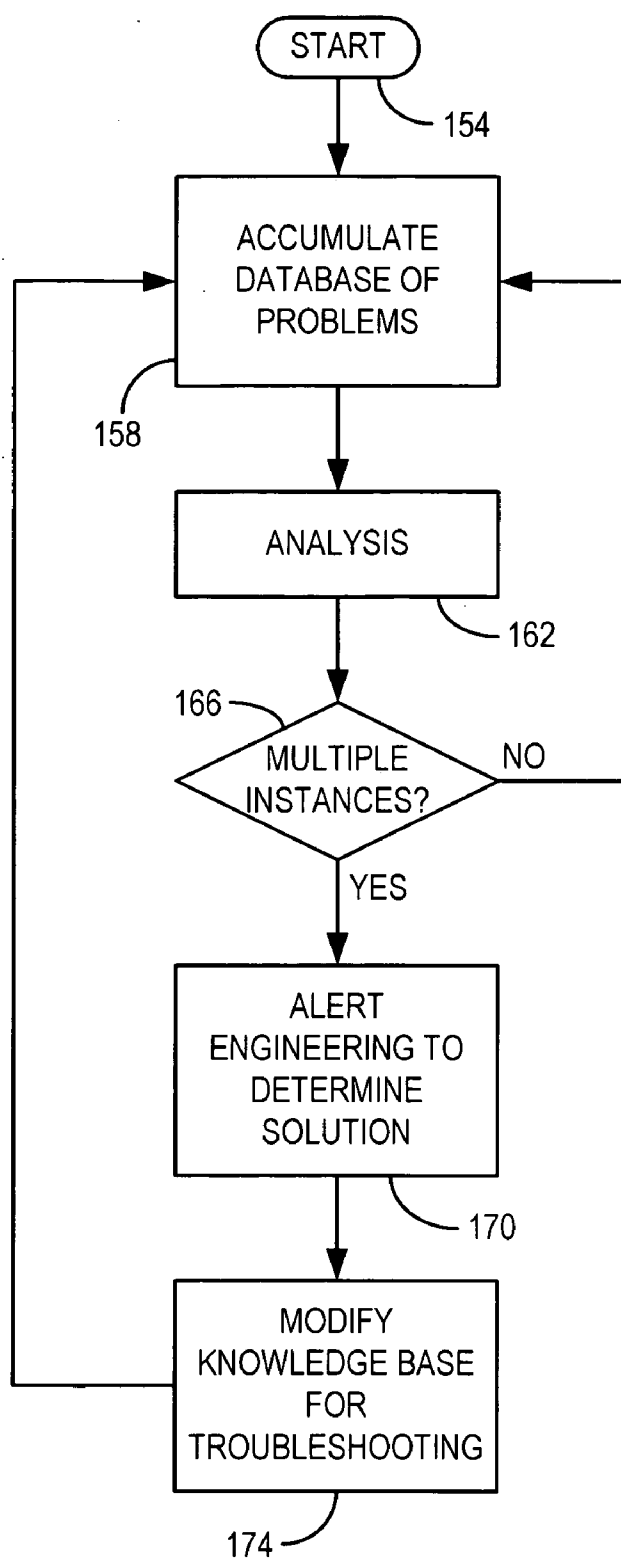 START
154
ACCUMULATE
DATABASE OF
PROBLEMS
158
ANALYSIS
162
166
MULTIPLE
INSTANCES?
NO
YES
ALERT
ENGINEERING TO
DETERMINE
SOLUTION
170
MODIFY
KNOWLEDGE BASE
FOR
TROUBLESHOOTING
174